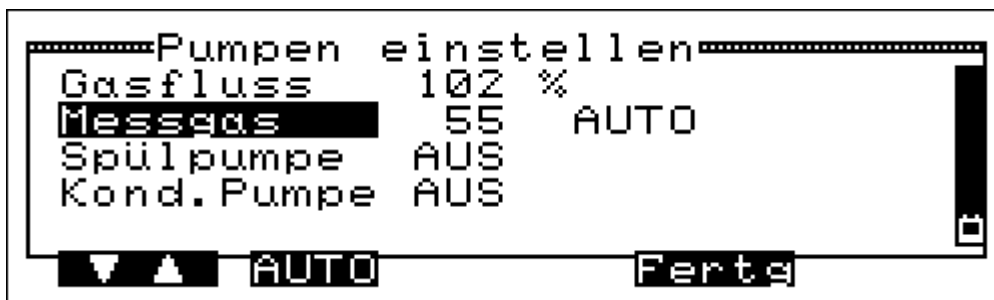 Pumpen einstellen
Gasfluss 102 %
Messgas 55 AUTO
Spülpumpe AUS
Kond.Pumpe AUS
▼ ▲ AUTO Fertg